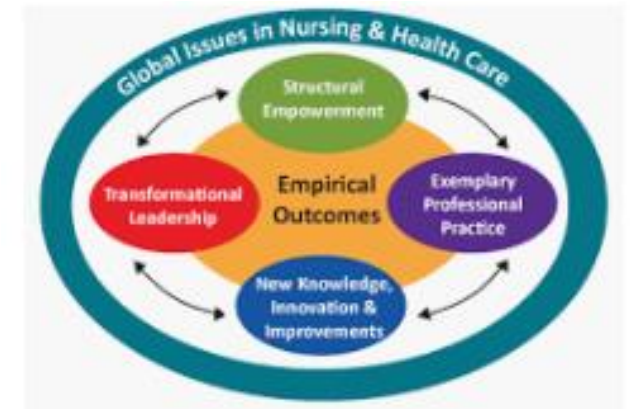 Global Issues in Nursing & Health Care
Structural
Empowerment
Transformational
Leadership
Empirical
Outcomes
Exemplary
Professional
Practice
New Knowledge,
Innovation &
Improvements